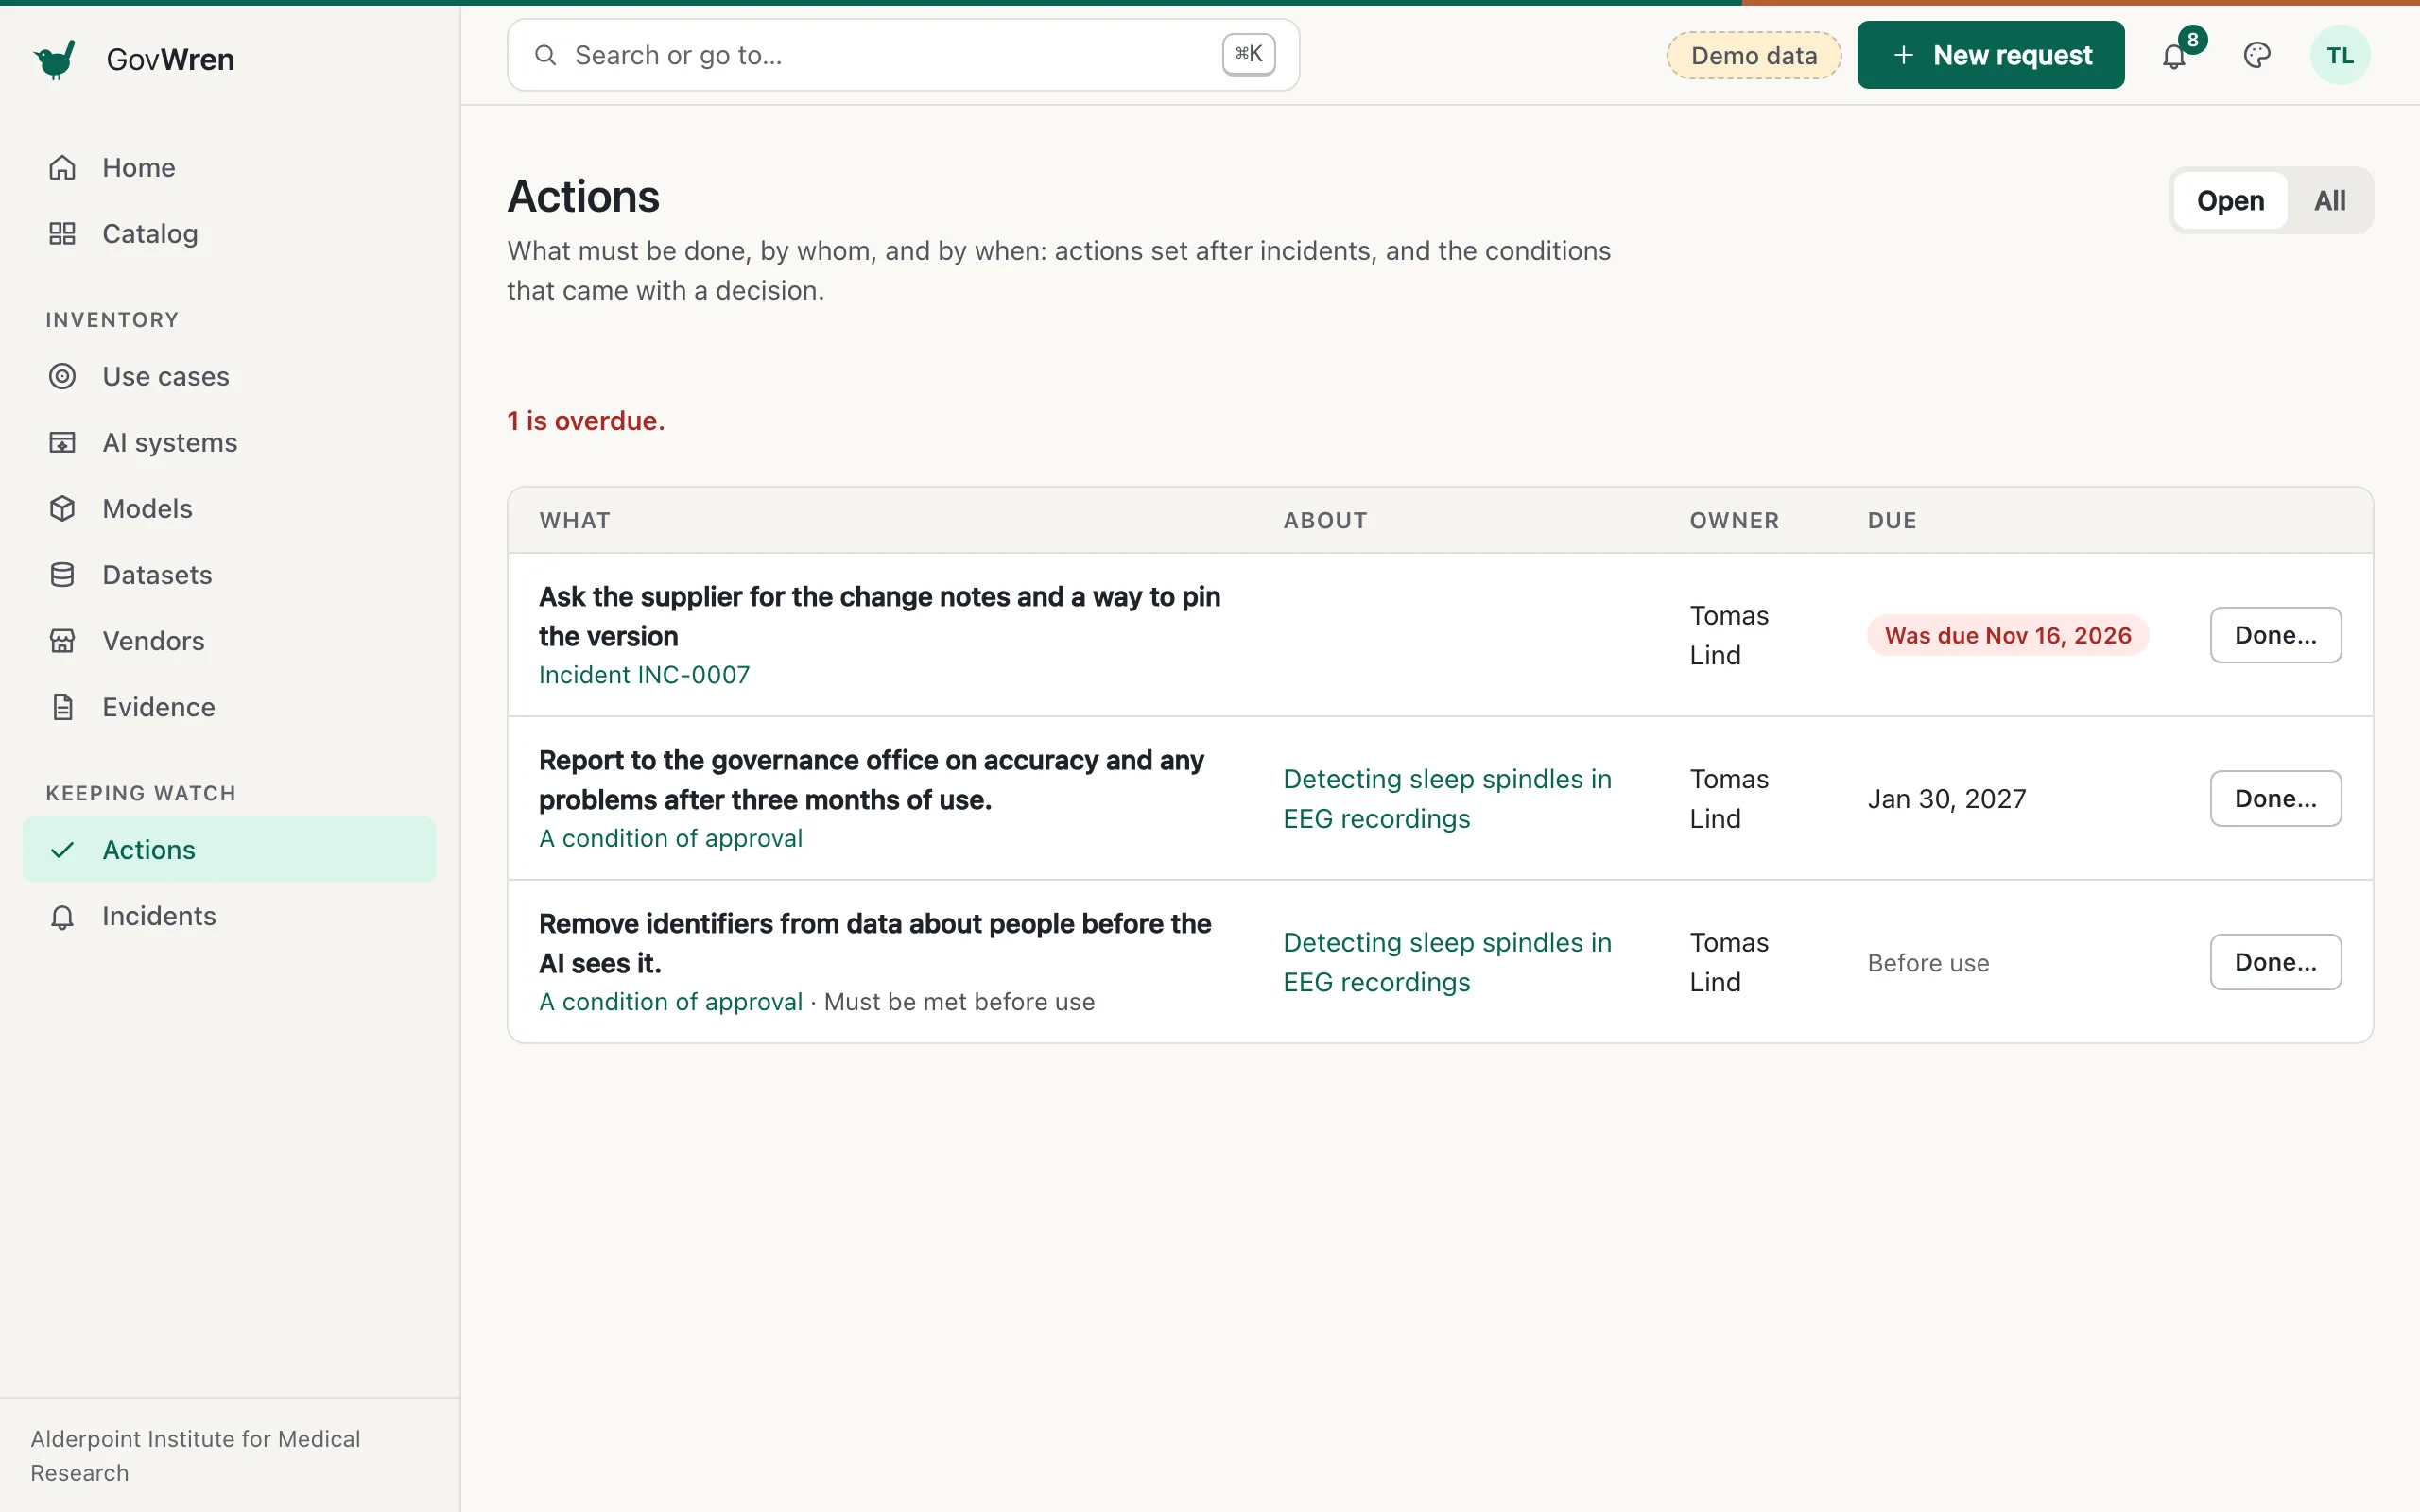 GovWren
Search or go to...
⌘K
Demo data
+ New request
8
TL
Home
Catalog
INVENTORY
Use cases
AI systems
Models
Datasets
Vendors
Evidence
KEEPING WATCH
Actions
Incidents
Alderpoint Institute for Medical
Research
Actions
Open
All
What must be done, by whom, and by when: actions set after incidents, and the conditions
that came with a decision.
1 is overdue.
WHAT
ABOUT
OWNER
DUE
Ask the supplier for the change notes and a way to pin
the version
Incident INC-0007
Tomas
Lind
Was due Nov 16, 2026
Done...
Report to the governance office on accuracy and any
problems after three months of use.
A condition of approval
Detecting sleep spindles in
EEG recordings
Tomas
Lind
Jan 30, 2027
Done...
Remove identifiers from data about people before the
AI sees it.
A condition of approval · Must be met before use
Detecting sleep spindles in
EEG recordings
Tomas
Lind
Before use
Done...